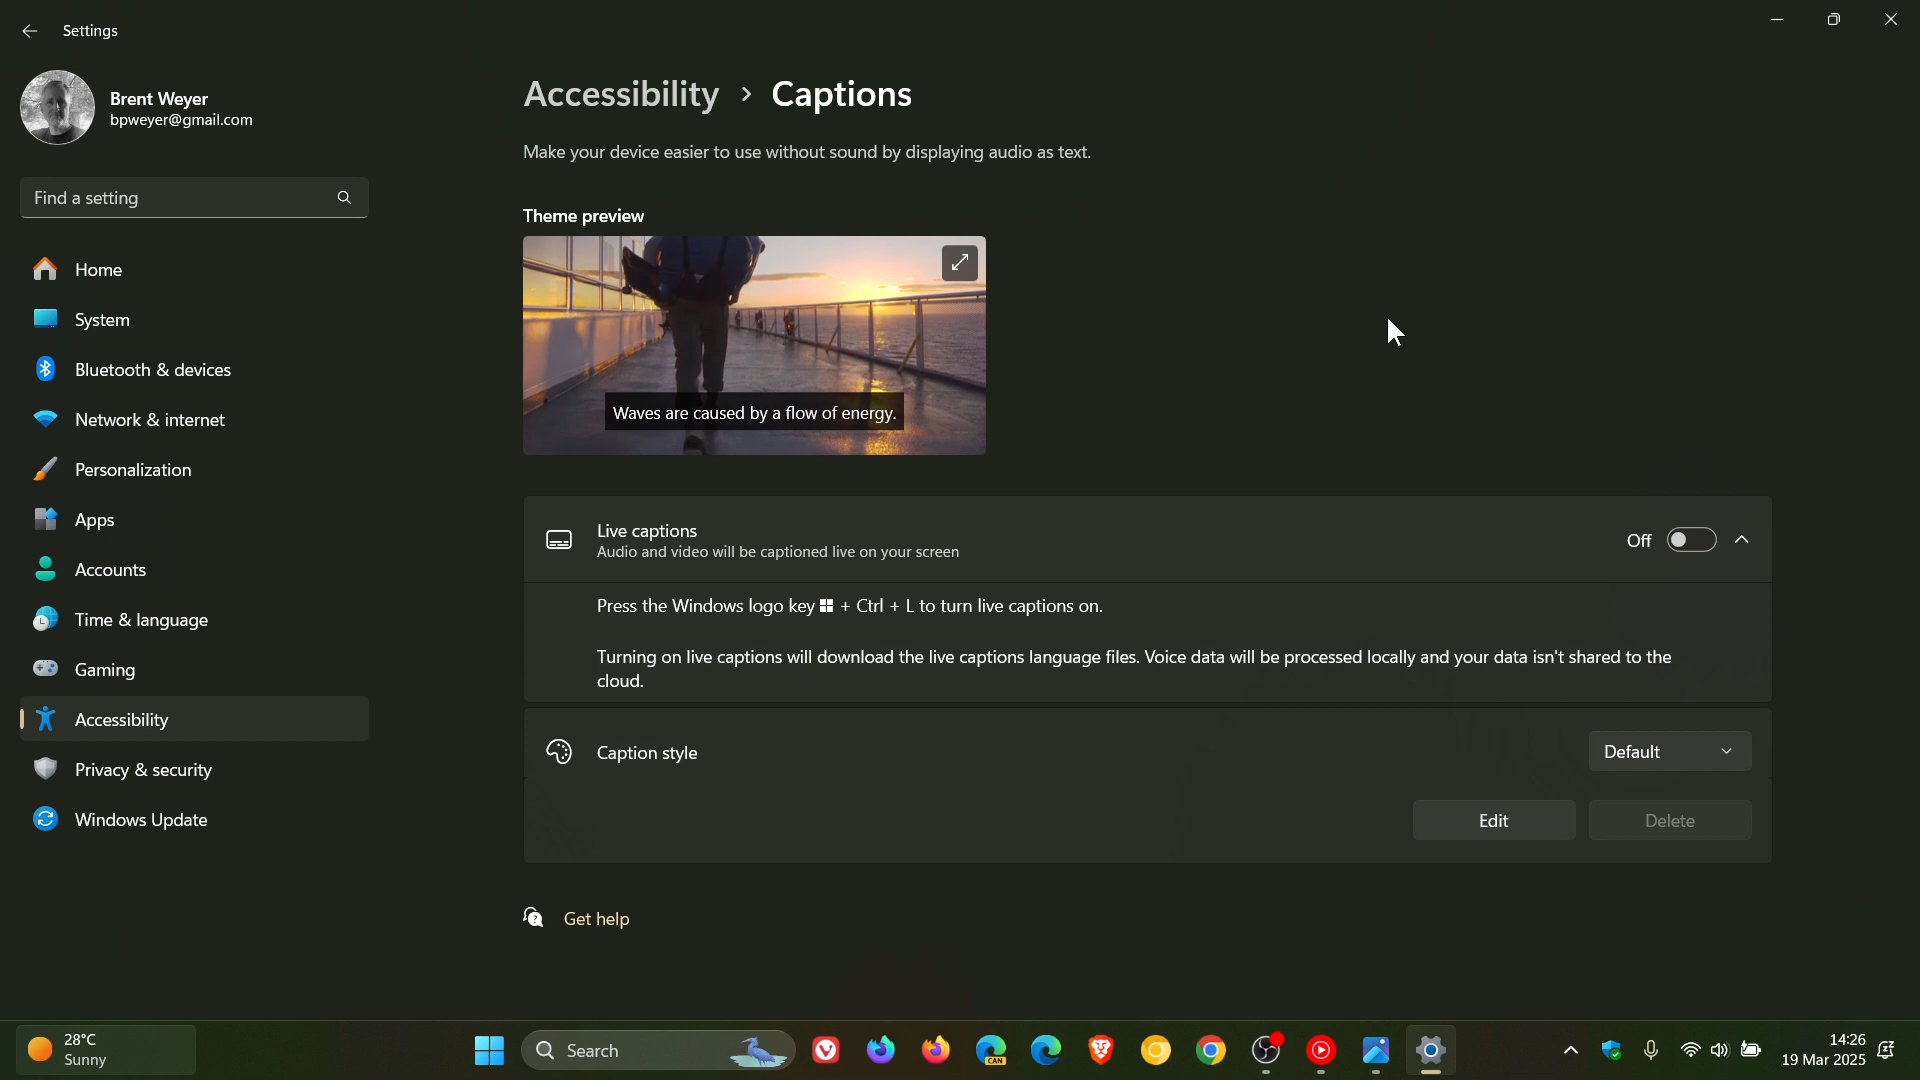 Settings
Brent Weyer
bpweyer@gmail.com
Find a setting
Home
System
Bluetooth & devices
Network & internet
Personalization
Apps
Accounts
Time & language
Gaming
Accessibility
Privacy & security
Windows Update
Accessibility > Captions
Make your device easier to use without sound by displaying audio as text.
Theme preview
Waves are caused by a flow of energy.
Live captions
Audio and video will be captioned live on your screen
Off
Press the Windows logo key + Ctrl + L to turn live captions on.
Turning on live captions will download the live captions language files. Voice data will be processed locally and your data isn't shared to the
cloud.
Caption style
Default
Edit
Delete
Get help
28°C
Sunny
Search
CAN
14:26
19 Mar 2025